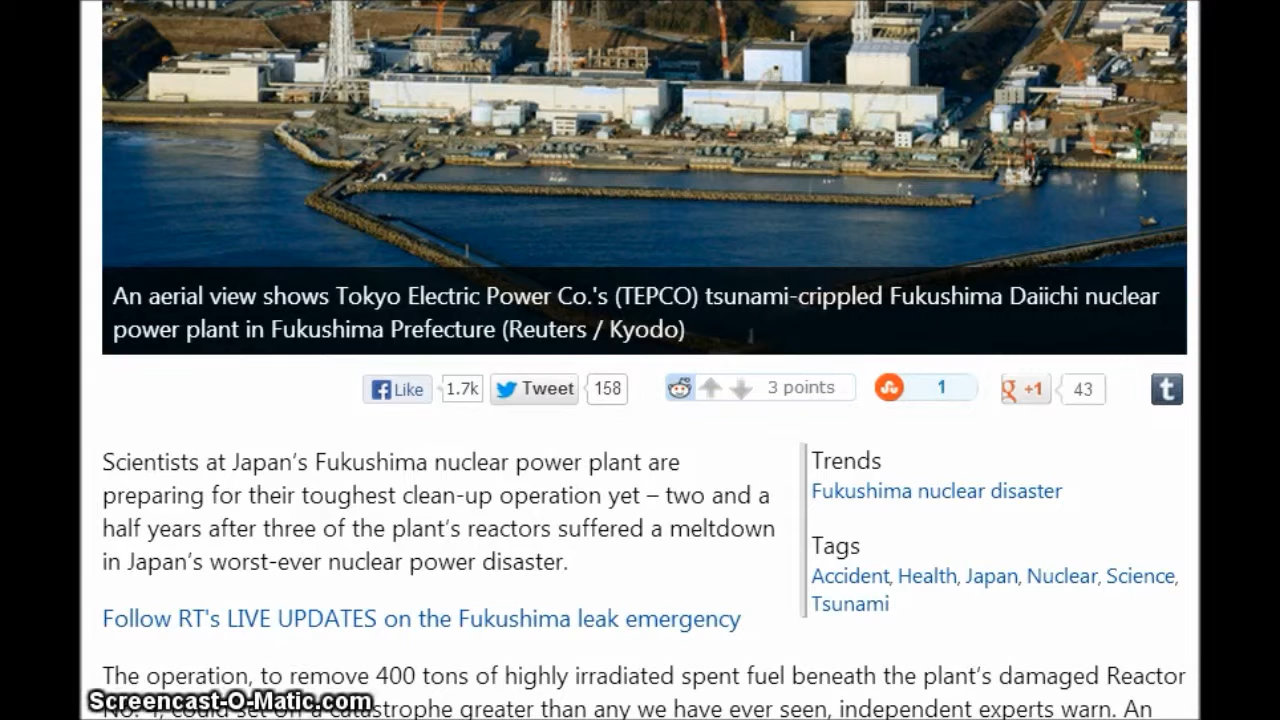 An aerial view shows Tokyo Electric Power Co.'s (TEPCO) tsunami-crippled Fukushima Daiichi nuclear
power plant in Fukushima Prefecture (Reuters / Kyodo)
Like 1.7k Tweet 158 3 points 1 +1 43
Scientists at Japan’s Fukushima nuclear power plant are
preparing for their toughest clean-up operation yet – two and a
half years after three of the plant’s reactors suffered a meltdown
in Japan’s worst-ever nuclear power disaster.
Follow RT's LIVE UPDATES on the Fukushima leak emergency
Trends
Fukushima nuclear disaster
Tags
Accident, Health, Japan, Nuclear, Science,
Tsunami
The operation, to remove 400 tons of highly irradiated spent fuel beneath the plant’s damaged Reactor
No. 4, could set off a catastrophe greater than any we have ever seen, independent experts warn. An
Screencast-O-Matic.com